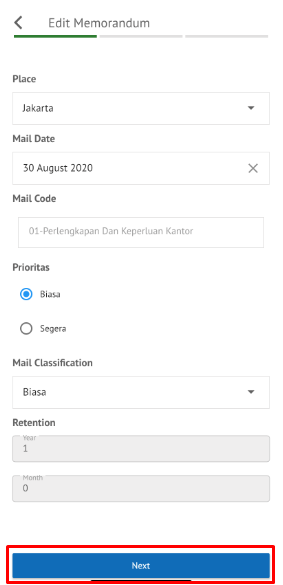 Edit Memorandum
Place
Jakarta
Mail Date
30 August 2020
Mail Code
01-Perlengkapan Dan Keperluan Kantor
Prioritas
Biasa
Segera
Mail Classification
Biasa
Retention
Year
1
Month
0
Next